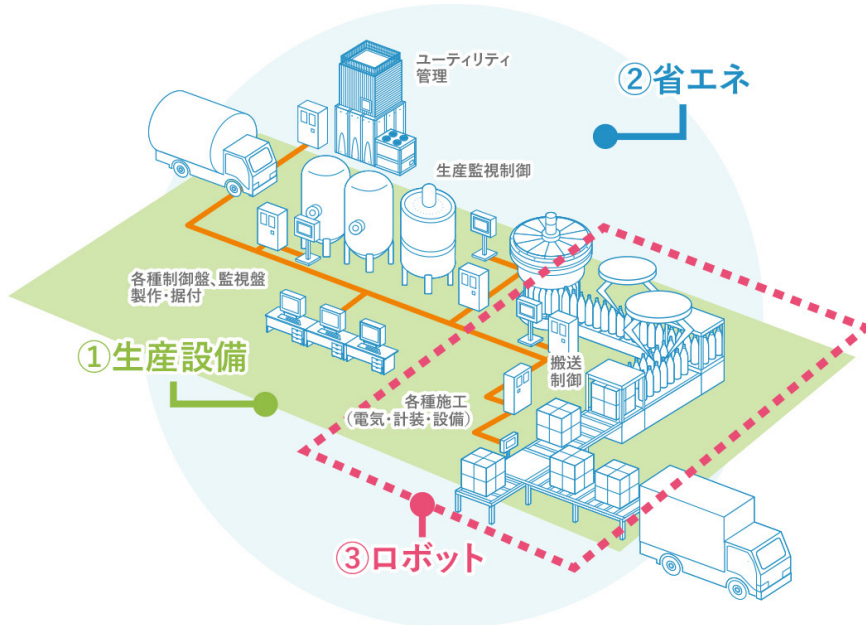 ユーティリティ
管理
②省エネ
生産監視制御
各種制御盤、監視盤
製作・据付
①生産設備
搬送
制御
各種施工
（電気・計装・設備）
③ロボット